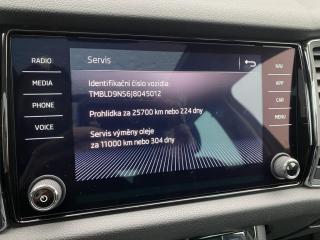 Servis
RADIO
MEDIA
PHONE
VOICE
Identifikační číslo vozidla
TMBLD9NS6J8045012
Prohlídka za 25700 km nebo 224 dny
Servis výměny oleje
za 11000 km nebo 304 dny
NAV
APP
CAR
MENU